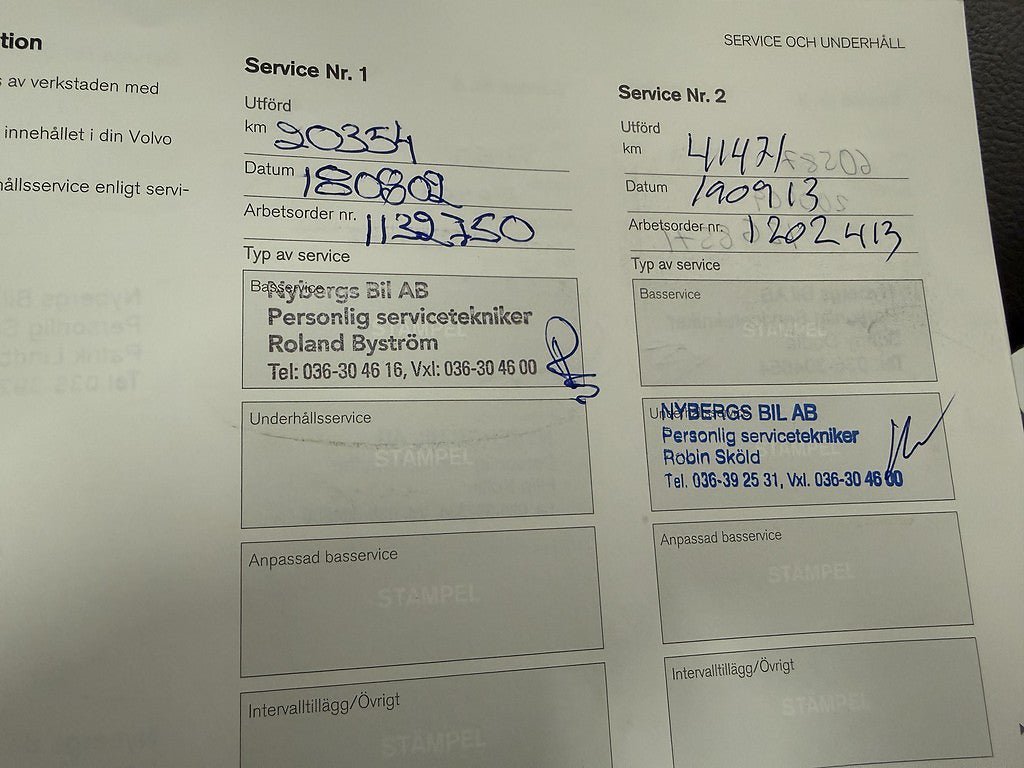 tion
s av verkstaden med
innehållet i din Volvo
hållsservice enligt servi-
SERVICE OCH UNDERHÅLL
Service Nr. 1
Utförd
km 20354
Datum 180802
Arbetsorder nr. 1132750
Typ av service
Basservice
Nybergs Bil AB
Personlig servicetekniker
Roland Byström
Tel: 036-30 46 16, Vxl: 036-30 46 00
Underhållsservice
STÄMPEL
Anpassad basservice
STÄMPEL
Intervalltillägg/Övrigt
STÄMPEL
Service Nr. 2
Utförd
km 41471
Datum 190913
Arbetsorder nr. 1202413
Typ av service
Basservice
STÄMPEL
NYBERGS BIL AB
Personlig servicetekniker
Robin Sköld
Tel. 036-39 25 31, Vxl. 036-30 46 00
Anpassad basservice
STÄMPEL
Intervalltillägg/Övrigt
STÄMPEL